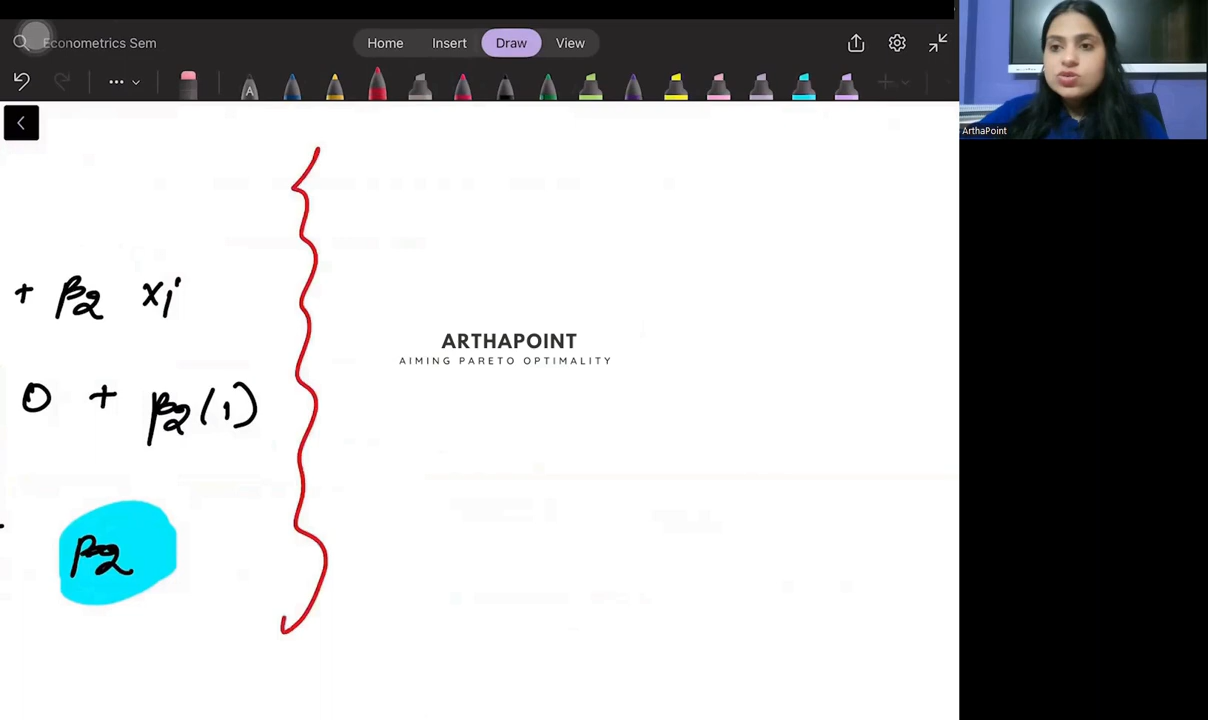 Econometrics Sem
Home Insert Draw View
A
ArthaPoint
+ β2 xi
0 + β2(1)
β2
ARTHAPOINT
AIMING PARETO OPTIMALITY